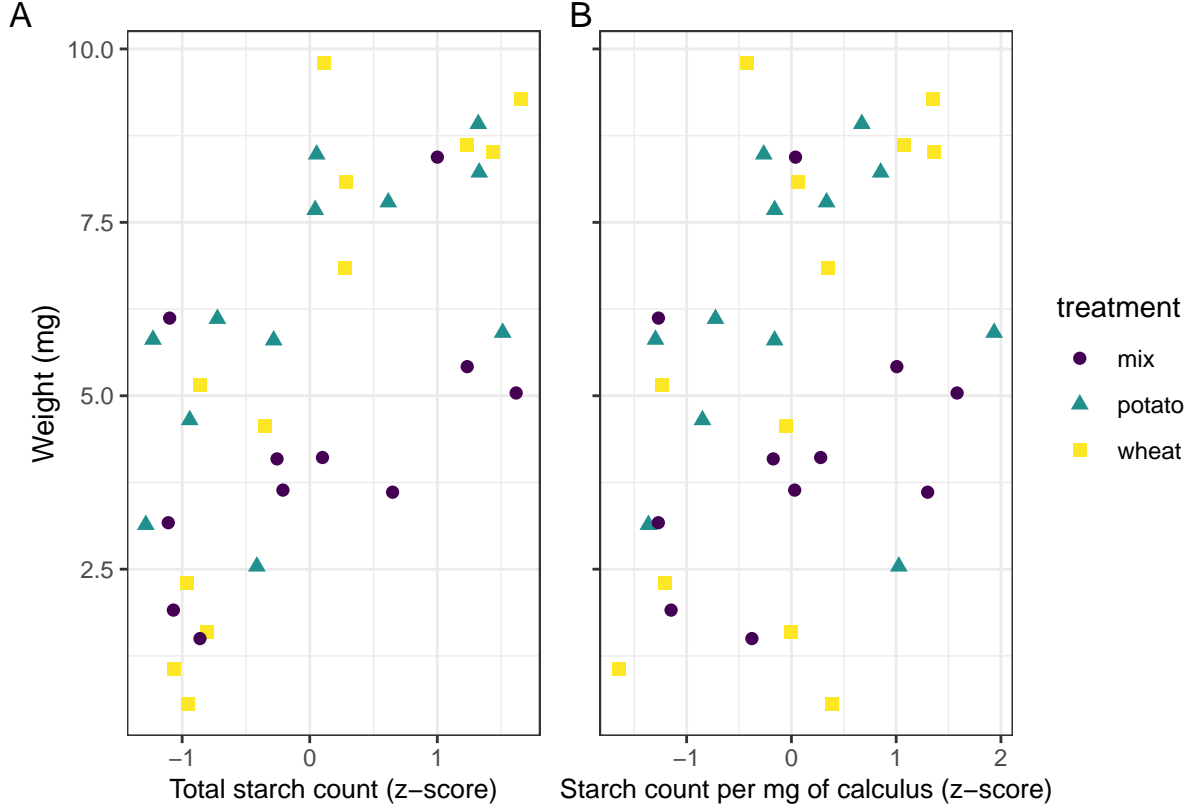 A
B
10.0
7.5
5.0
2.5
Weight (mg)
−1
0
1
−1
0
1
2
Total starch count (z−score)
Starch count per mg of calculus (z−score)
treatment
mix
potato
wheat